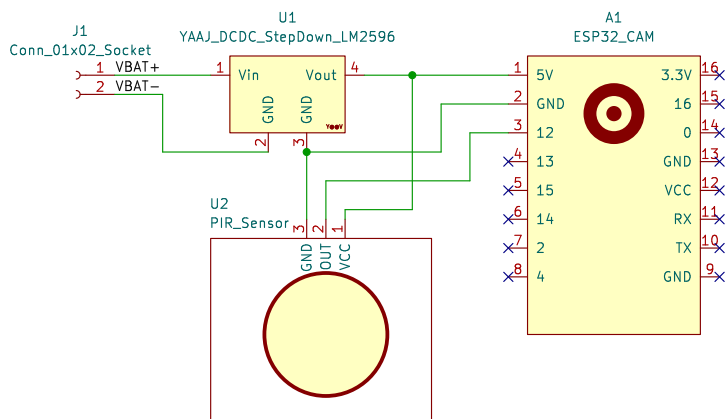 J1
Conn_01x02_Socket
1 VBAT+
2 VBAT-
U1
YAAJ_DCDC_StepDown_LM2596
1 Vin Vout 4
GND GND
2 3
A1
ESP32_CAM
1 5V 3.3V 16
2 GND 16 15
3 12 0 14
4 13 GND 13
5 15 VCC 12
6 14 RX 11
7 2 TX 10
8 4 GND 9
U2
PIR_Sensor
3 2 1
GND OUT VCC